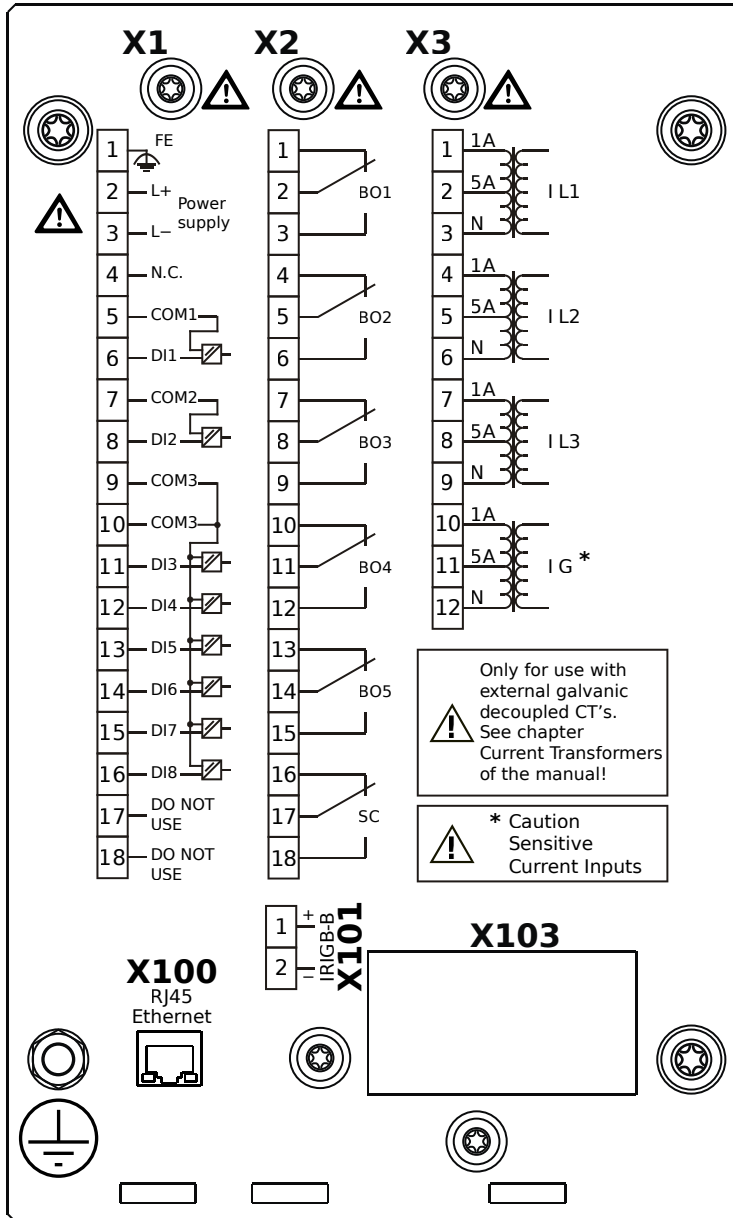 X1
X2
X3
1
FE
2
L+
Power
supply
3
L−
4
N.C.
5
COM1
6
DI1
7
COM2
8
DI2
9
COM3
10
COM3
11
DI3
12
DI4
13
DI5
14
DI6
15
DI7
16
DI8
17
DO NOT
USE
18
DO NOT
USE
1
2
BO1
3
4
5
BO2
6
7
8
BO3
9
10
11
BO4
12
13
14
BO5
15
16
17
SC
18
1
1A
2
5A
I L1
3
N
4
1A
5
5A
I L2
6
N
7
1A
8
5A
I L3
9
N
10
1A
11
5A
I G *
12
N
Only for use with
external galvanic
decoupled CT's.
See chapter
Current Transformers
of the manual!
* Caution
Sensitive
Current Inputs
1
+
2
−
IRIGB-B
X101
X103
X100
RJ45
Ethernet